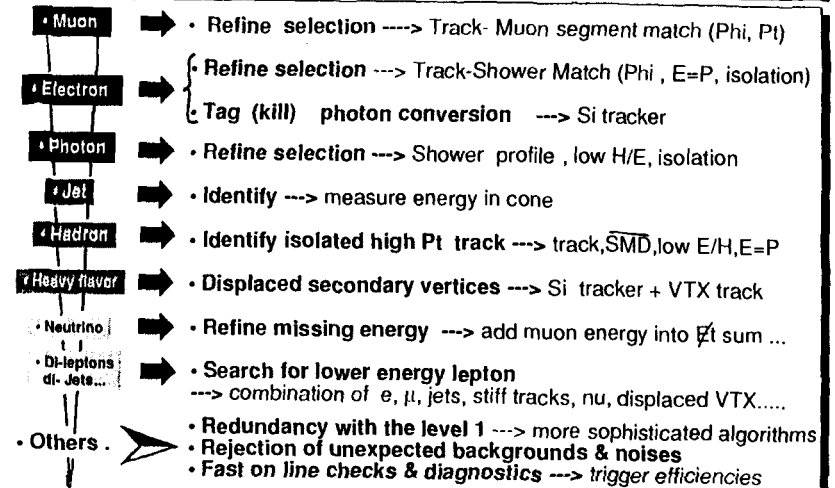 • Muon • Refine selection ----> Track- Muon segment match (Phi, Pt)
• Electron • Refine selection ---> Track-Shower Match (Phi , E=P, isolation)
• Tag (kill) photon conversion ---> Si tracker
• Photon • Refine selection ---> Shower profile , low H/E, isolation
• Jet • Identify ---> measure energy in cone
• Hadron • Identify isolated high Pt track ---> track,S̅M̅D̅,low E/H,E=P
• Heavy flavor • Displaced secondary vertices ---> Si tracker + VTX track
• Neutrino • Refine missing energy ---> add muon energy into E̸t sum ...
• Di-leptons • Search for lower energy lepton
di- Jets... ---> combination of e, μ, jets, stiff tracks, nu, displaced VTX.....
• Others . • Redundancy with the level 1 ---> more sophisticated algorithms
• Rejection of unexpected backgrounds & noises
• Fast on line checks & diagnostics ---> trigger efficiencies